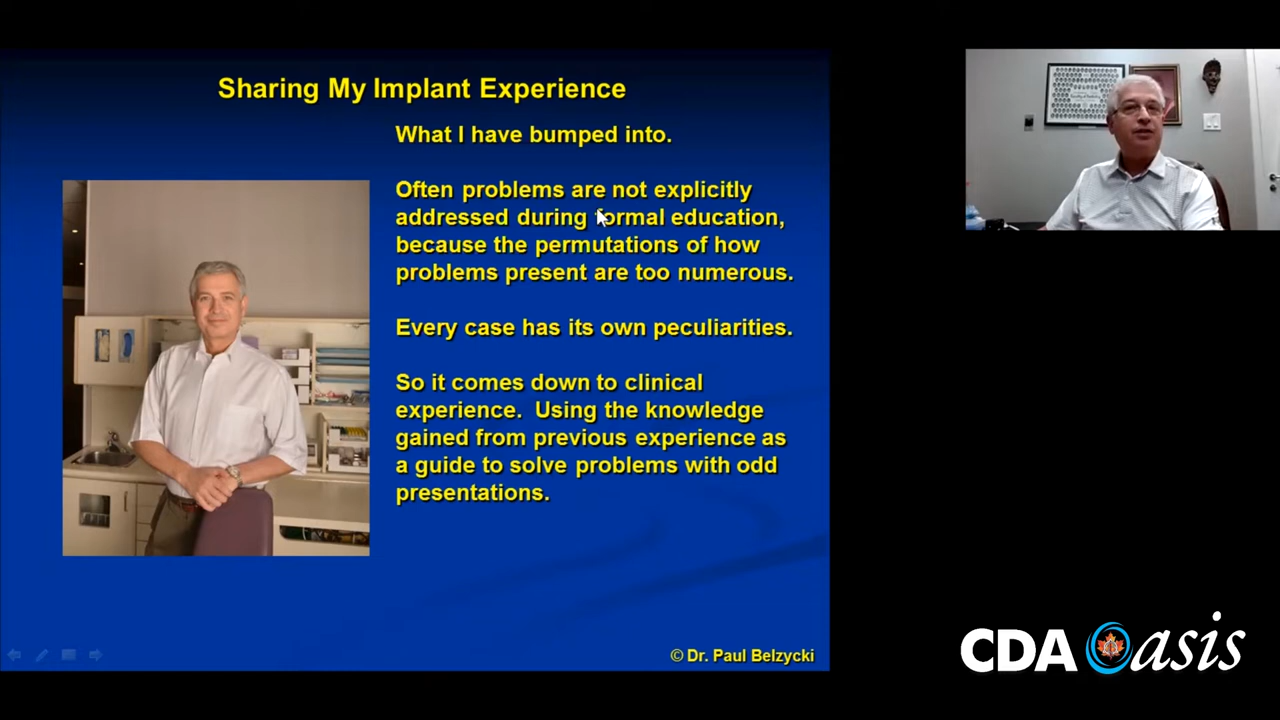 Sharing My Implant Experience
What I have bumped into.
Often problems are not explicitly
addressed during formal education,
because the permutations of how
problems present are too numerous.
Every case has its own peculiarities.
So it comes down to clinical
experience. Using the knowledge
gained from previous experience as
a guide to solve problems with odd
presentations.
© Dr. Paul Belzycki
CDA Oasis